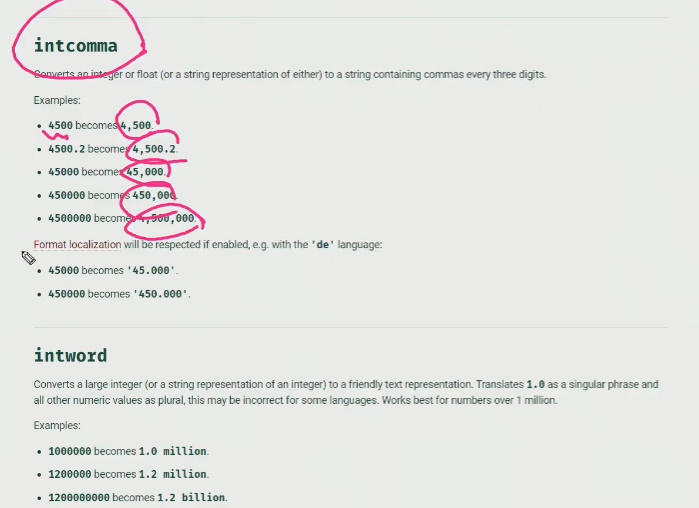 intcomma
Converts an integer or float (or a string representation of either) to a string containing commas every three digits.
Examples:
• 4500 becomes 4,500.
• 4500.2 becomes 4,500.2.
• 45000 becomes 45,000.
• 450000 becomes 450,000.
• 4500000 becomes 4,500,000.
Format localization will be respected if enabled, e.g. with the 'de' language:
• 45000 becomes '45.000'.
• 450000 becomes '450.000'.
intword
Converts a large integer (or a string representation of an integer) to a friendly text representation. Translates 1.0 as a singular phrase and
all other numeric values as plural, this may be incorrect for some languages. Works best for numbers over 1 million.
Examples:
• 1000000 becomes 1.0 million.
• 1200000 becomes 1.2 million.
• 1200000000 becomes 1.2 billion.